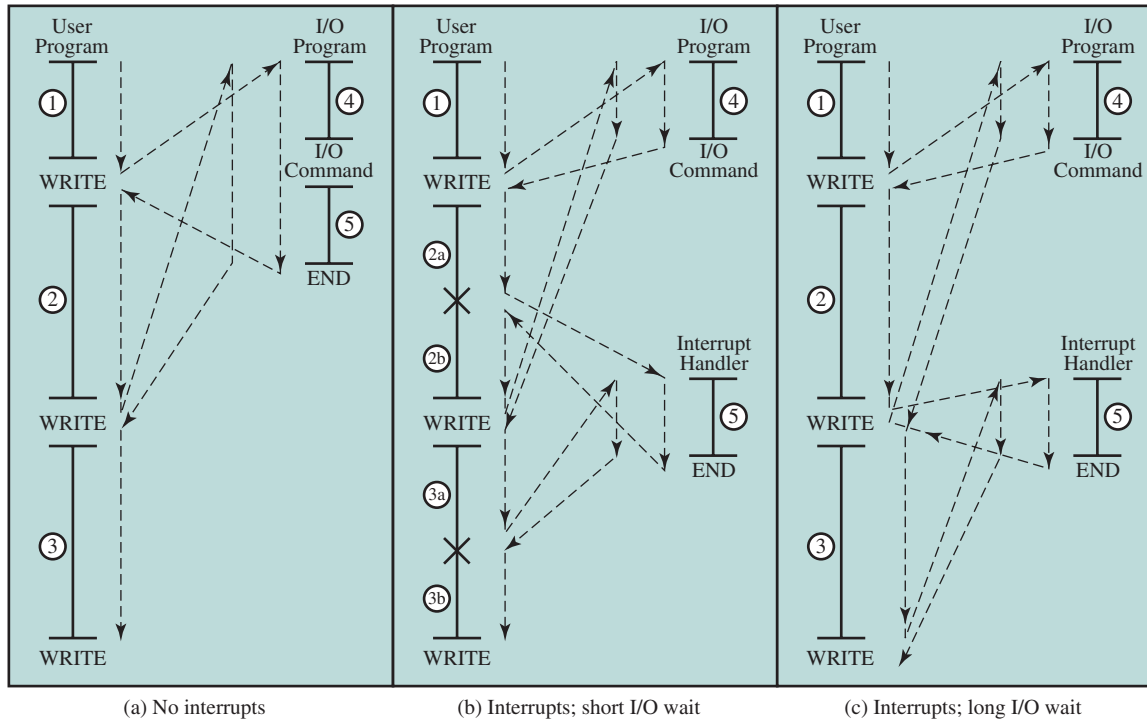 User
Program
I/O
Program
1
4
WRITE
I/O
Command
5
END
2
WRITE
3
WRITE
(a) No interrupts
User
Program
I/O
Program
1
4
WRITE
I/O
Command
2a
2b
Interrupt
Handler
5
END
WRITE
3a
3b
WRITE
(b) Interrupts; short I/O wait
User
Program
I/O
Program
1
4
WRITE
I/O
Command
2
Interrupt
Handler
5
END
WRITE
3
WRITE
(c) Interrupts; long I/O wait